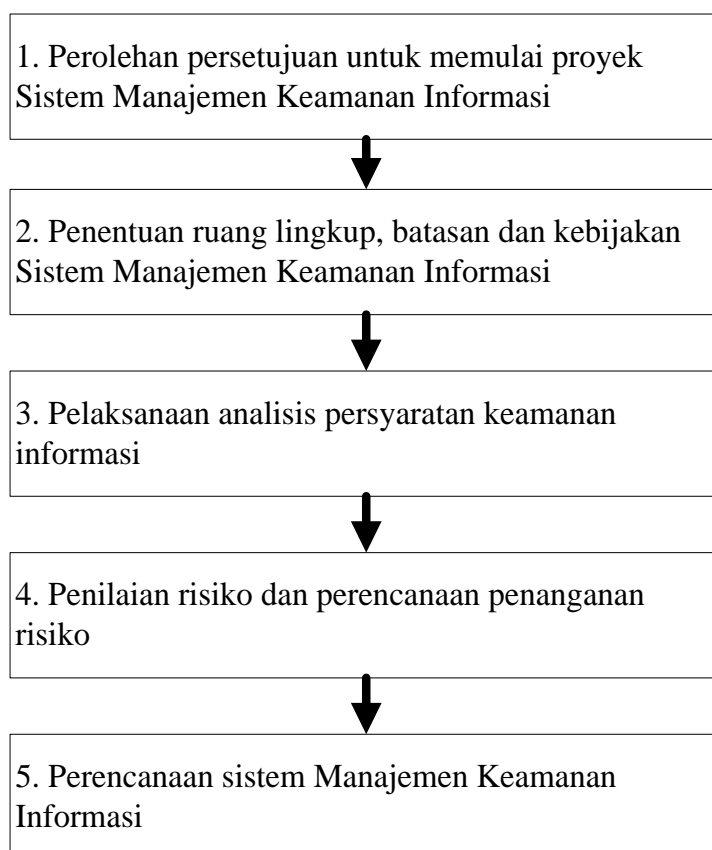 1. Perolehan persetujuan untuk memulai proyek
Sistem Manajemen Keamanan Informasi
2. Penentuan ruang lingkup, batasan dan kebijakan
Sistem Manajemen Keamanan Informasi
3. Pelaksanaan analisis persyaratan keamanan
informasi
4. Penilaian risiko dan perencanaan penanganan
risiko
5. Perencanaan sistem Manajemen Keamanan
Informasi